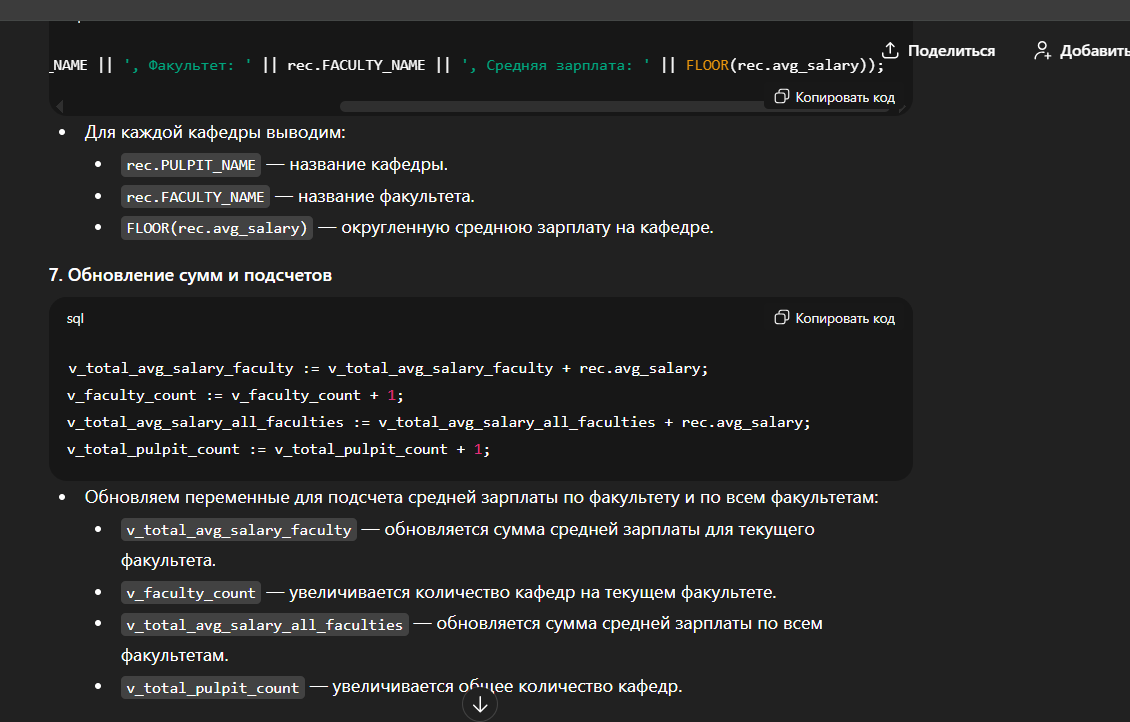 _NAME || ', Факультет: ' || rec.FACULTY_NAME || ', Средняя зарплата: ' || FLOOR(rec.avg_salary));
Поделиться
Добавить
Копировать код
• Для каждой кафедры выводим:
• rec.PULPIT_NAME — название кафедры.
• rec.FACULTY_NAME — название факультета.
• FLOOR(rec.avg_salary) — округленную среднюю зарплату на кафедре.
7. Обновление сумм и подсчетов
sql
Копировать код
v_total_avg_salary_faculty := v_total_avg_salary_faculty + rec.avg_salary;
v_faculty_count := v_faculty_count + 1;
v_total_avg_salary_all_faculties := v_total_avg_salary_all_faculties + rec.avg_salary;
v_total_pulpit_count := v_total_pulpit_count + 1;
• Обновляем переменные для подсчета средней зарплаты по факультету и по всем факультетам:
• v_total_avg_salary_faculty — обновляется сумма средней зарплаты для текущего
факультета.
• v_faculty_count — увеличивается количество кафедр на текущем факультете.
• v_total_avg_salary_all_faculties — обновляется сумма средней зарплаты по всем
факультетам.
• v_total_pulpit_count — увеличивается общее количество кафедр.